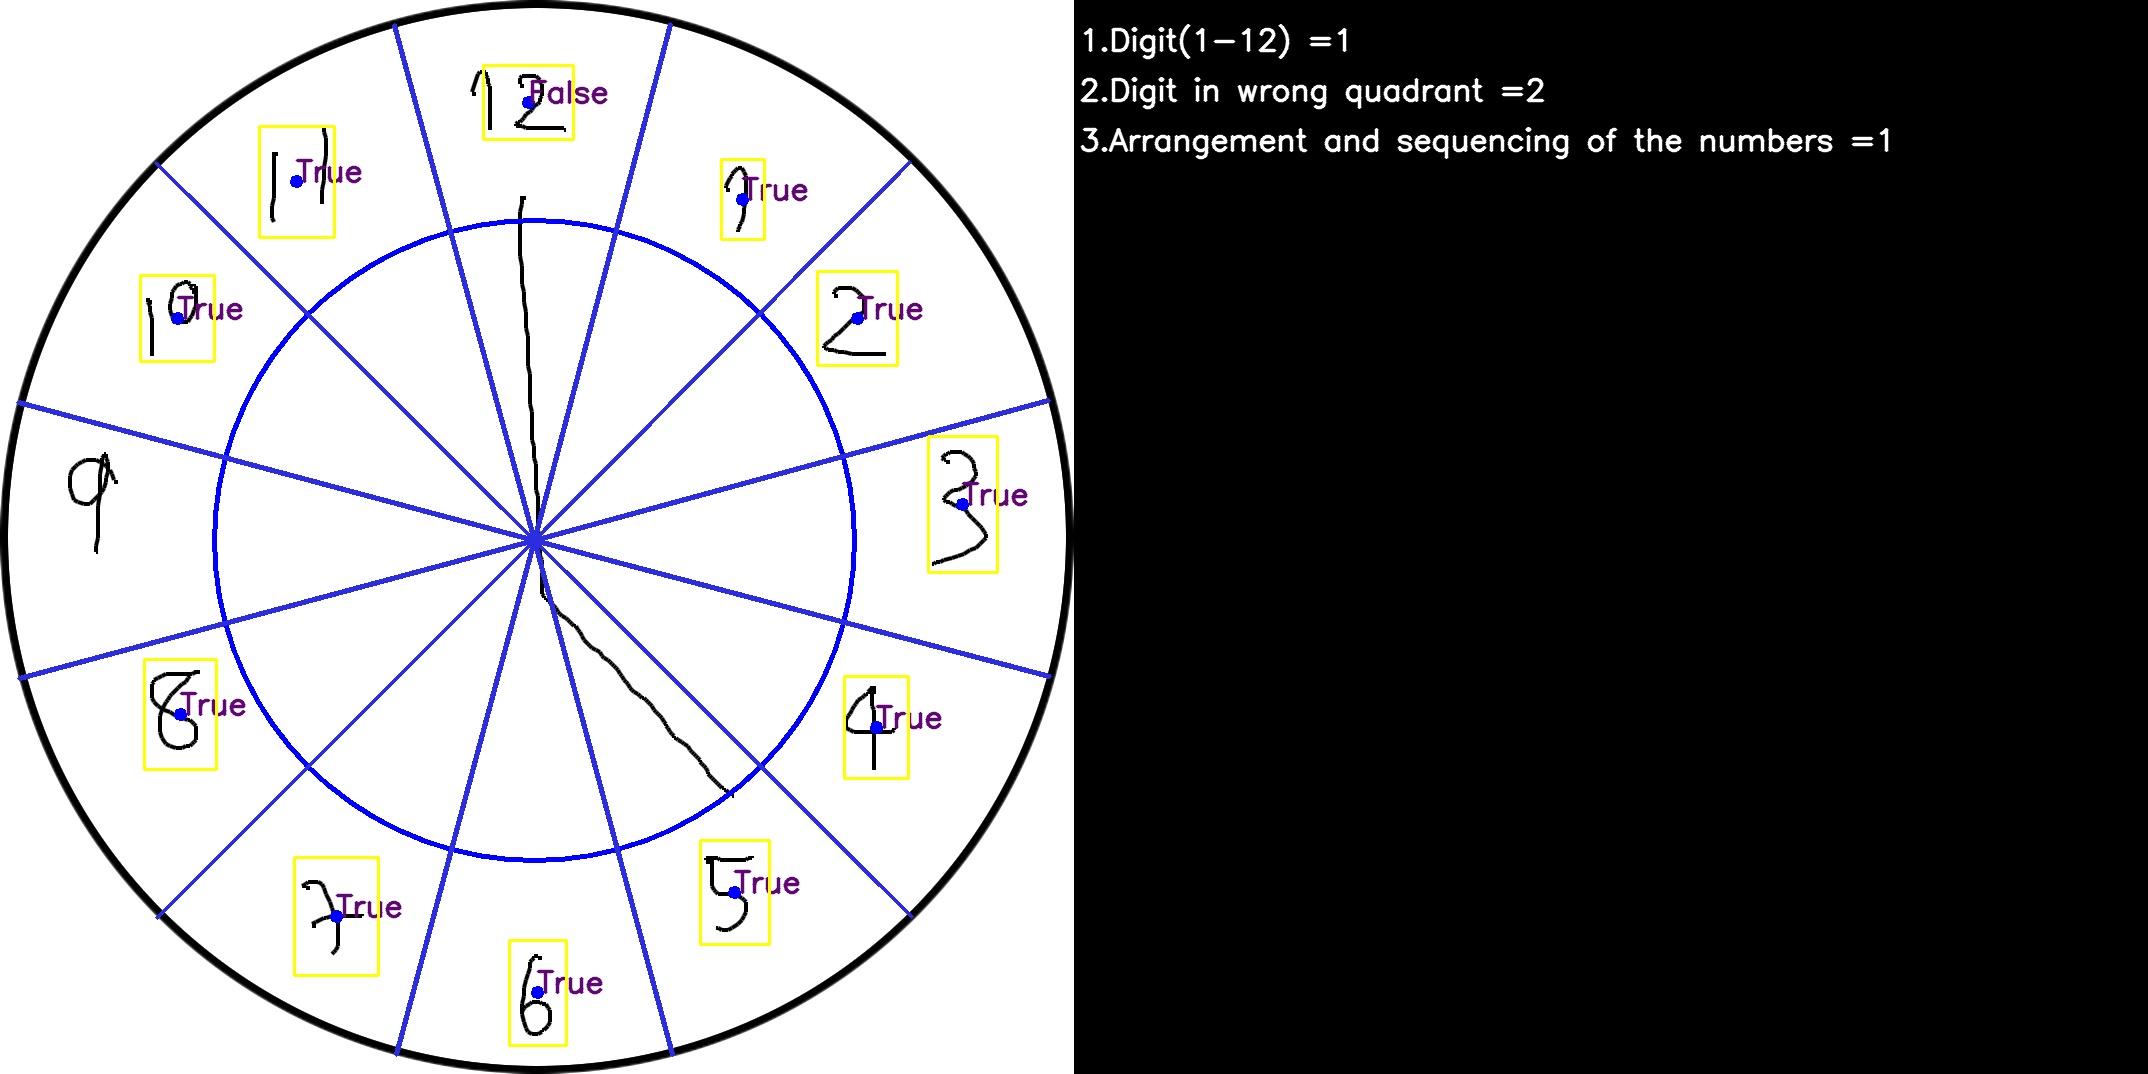 12 False
11 True
1 True
10 True
2 True
9
3 True
8 True
4 True
7 True
5 True
6 True
1.Digit(1-12) =1
2.Digit in wrong quadrant =2
3.Arrangement and sequencing of the numbers =1